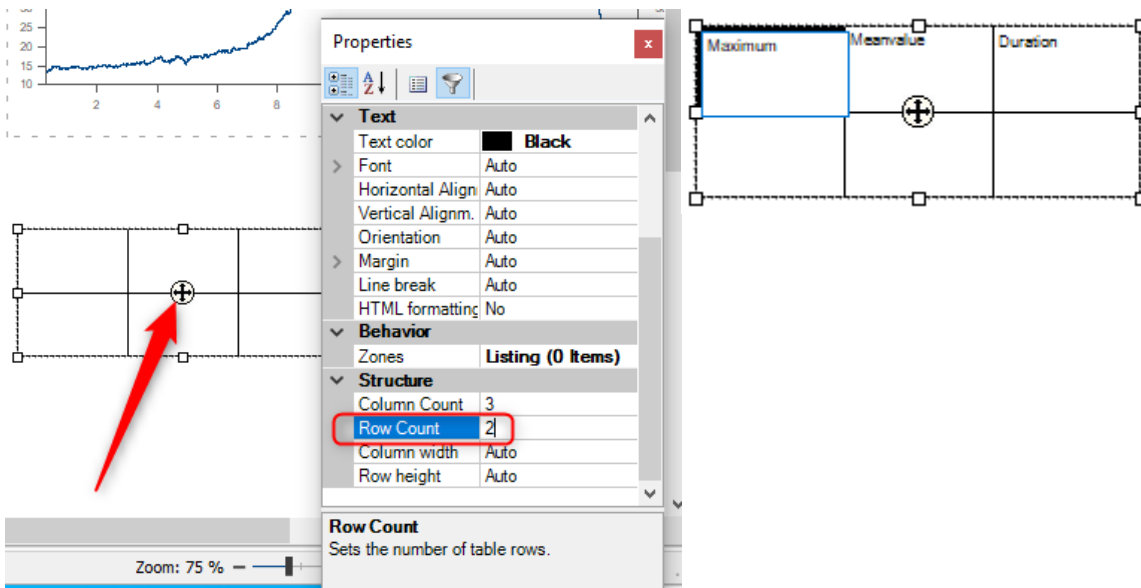 30
25
20
15
10
2
4
6
8
Properties
x
A
Z
Text
Text color Black
Font Auto
Horizontal Align Auto
Vertical Alignm. Auto
Orientation Auto
Margin Auto
Line break Auto
HTML formatting No
Behavior
Zones Listing (0 Items)
Structure
Column Count 3
Row Count 2
Column width Auto
Row height Auto
Row Count
Sets the number of table rows.
Zoom: 75 %
Maximum Meanvalue Duration